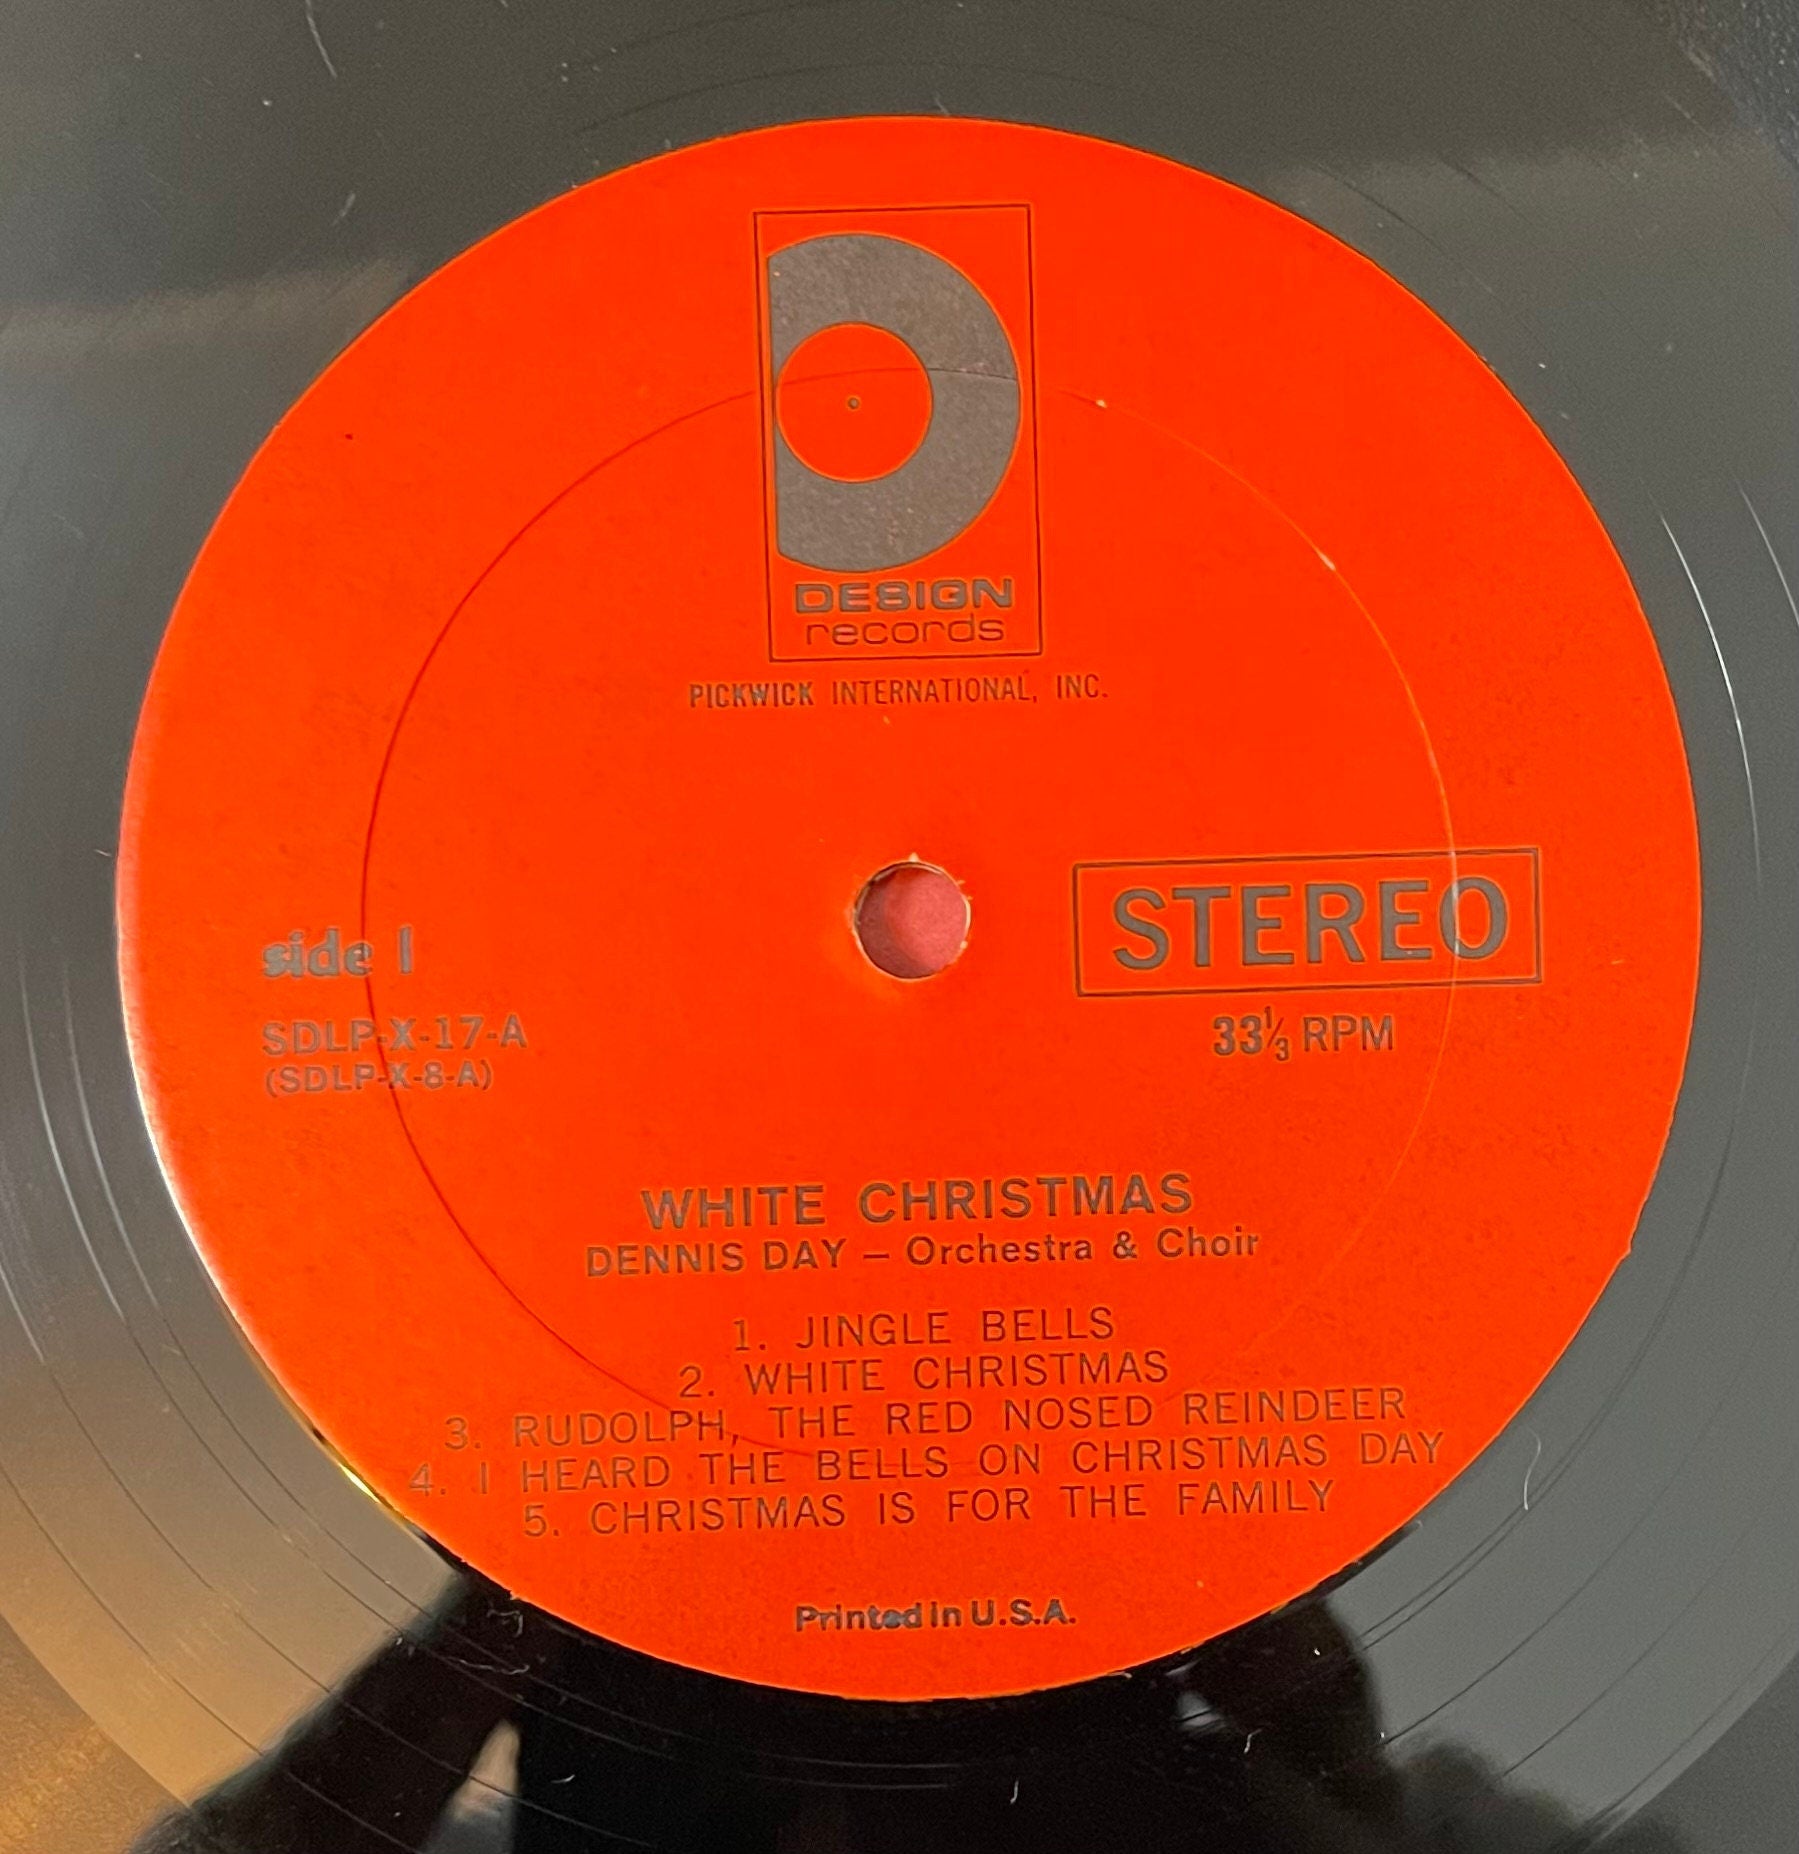 DESIGN
records
PICKWICK INTERNATIONAL, INC.
STEREO
side 1
33⅓ RPM
SDLP-X-17-A
(SDLP-X-8-A)
WHITE CHRISTMAS
DENNIS DAY — Orchestra & Choir
1. JINGLE BELLS
2. WHITE CHRISTMAS
3. RUDOLPH, THE RED NOSED REINDEER
4. I HEARD THE BELLS ON CHRISTMAS DAY
5. CHRISTMAS IS FOR THE FAMILY
Printed in U.S.A.